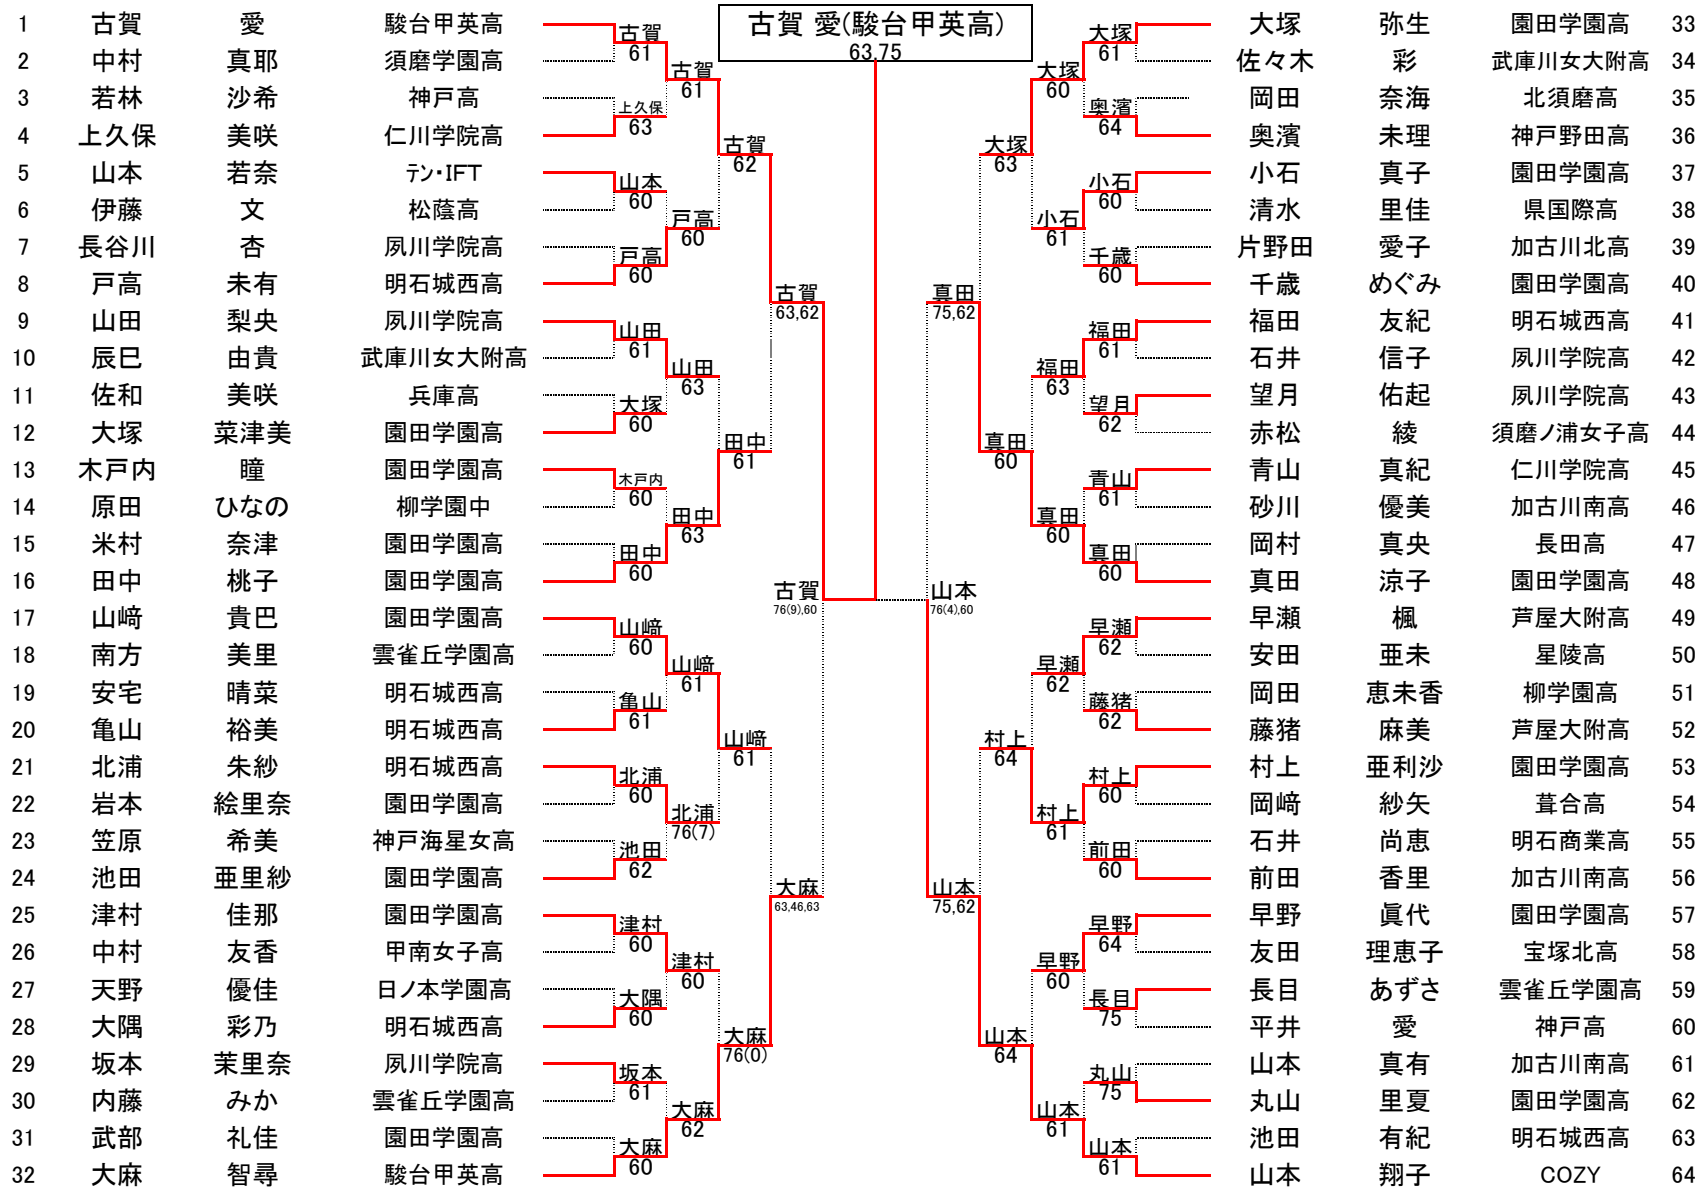 古賀 愛(駿台甲英高)
63,75
1 古賀 愛 駿台甲英高
2 中村 真耶 須磨学園高
3 若林 沙希 神戸高
4 上久保 美咲 仁川学院高
5 山本 若奈 テン・IFT
6 伊藤 文 松蔭高
7 長谷川 杏 夙川学院高
8 戸高 未有 明石城西高
9 山田 梨央 夙川学院高
10 辰巳 由貴 武庫川女大附高
11 佐和 美咲 兵庫高
12 大塚 菜津美 園田学園高
13 木戸内 瞳 園田学園高
14 原田 ひなの 柳学園中
15 米村 奈津 園田学園高
16 田中 桃子 園田学園高
17 山﨑 貴巴 園田学園高
18 南方 美里 雲雀丘学園高
19 安宅 晴菜 明石城西高
20 亀山 裕美 明石城西高
21 北浦 朱紗 明石城西高
22 岩本 絵里奈 園田学園高
23 笠原 希美 神戸海星女高
24 池田 亜里紗 園田学園高
25 津村 佳那 園田学園高
26 中村 友香 甲南女子高
27 天野 優佳 日ノ本学園高
28 大隅 彩乃 明石城西高
29 坂本 茉里奈 夙川学院高
30 内藤 みか 雲雀丘学園高
31 武部 礼佳 園田学園高
32 大麻 智尋 駿台甲英高
古賀
61
上久保
63
山本
60
戸高
60
山田
61
大塚
60
木戸内
60
田中
60
山﨑
60
亀山
61
北浦
60
池田
62
津村
60
大隅
60
坂本
61
大麻
60
古賀
61
戸高
60
山田
63
田中
63
山﨑
61
北浦
76(7)
津村
60
大麻
62
古賀
62
田中
61
山﨑
61
大麻
76(0)
古賀
63,62
大麻
63,46,63
古賀
76(9),60
山本
76(4),60
真田
75,62
山本
75,62
大塚
63
真田
60
村上
64
山本
64
大塚
60
小石
61
福田
63
真田
60
早瀬
62
村上
61
早野
60
山本
61
大塚
61
奥濱
64
小石
60
千歳
60
福田
61
望月
62
青山
61
真田
60
早瀬
62
藤猪
62
村上
60
前田
60
早野
64
長目
75
丸山
75
山本
61
大塚 弥生 園田学園高 33
佐々木 彩 武庫川女大附高 34
岡田 奈海 北須磨高 35
奥濱 未理 神戸野田高 36
小石 真子 園田学園高 37
清水 里佳 県国際高 38
片野田 愛子 加古川北高 39
千歳 めぐみ 園田学園高 40
福田 友紀 明石城西高 41
石井 信子 夙川学院高 42
望月 佑起 夙川学院高 43
赤松 綾 須磨ノ浦女子高 44
青山 真紀 仁川学院高 45
砂川 優美 加古川南高 46
岡村 真央 長田高 47
真田 涼子 園田学園高 48
早瀬 楓 芦屋大附高 49
安田 亜未 星陵高 50
岡田 恵未香 柳学園高 51
藤猪 麻美 芦屋大附高 52
村上 亜利沙 園田学園高 53
岡﨑 紗矢 葺合高 54
石井 尚恵 明石商業高 55
前田 香里 加古川南高 56
早野 眞代 園田学園高 57
友田 理恵子 宝塚北高 58
長目 あずさ 雲雀丘学園高 59
平井 愛 神戸高 60
山本 真有 加古川南高 61
丸山 里夏 園田学園高 62
池田 有紀 明石城西高 63
山本 翔子 COZY 64